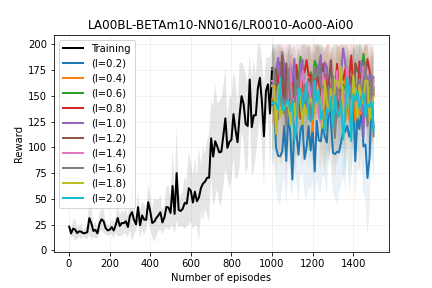 LA00BL-BETAm10-NN016/LR0010-Ao00-Ai00
Reward
200
175
150
125
100
75
50
25
0
Training
(l=0.2)
(l=0.4)
(l=0.6)
(l=0.8)
(l=1.0)
(l=1.2)
(l=1.4)
(l=1.6)
(l=1.8)
(l=2.0)
0 200 400 600 800 1000 1200 1400
Number of episodes